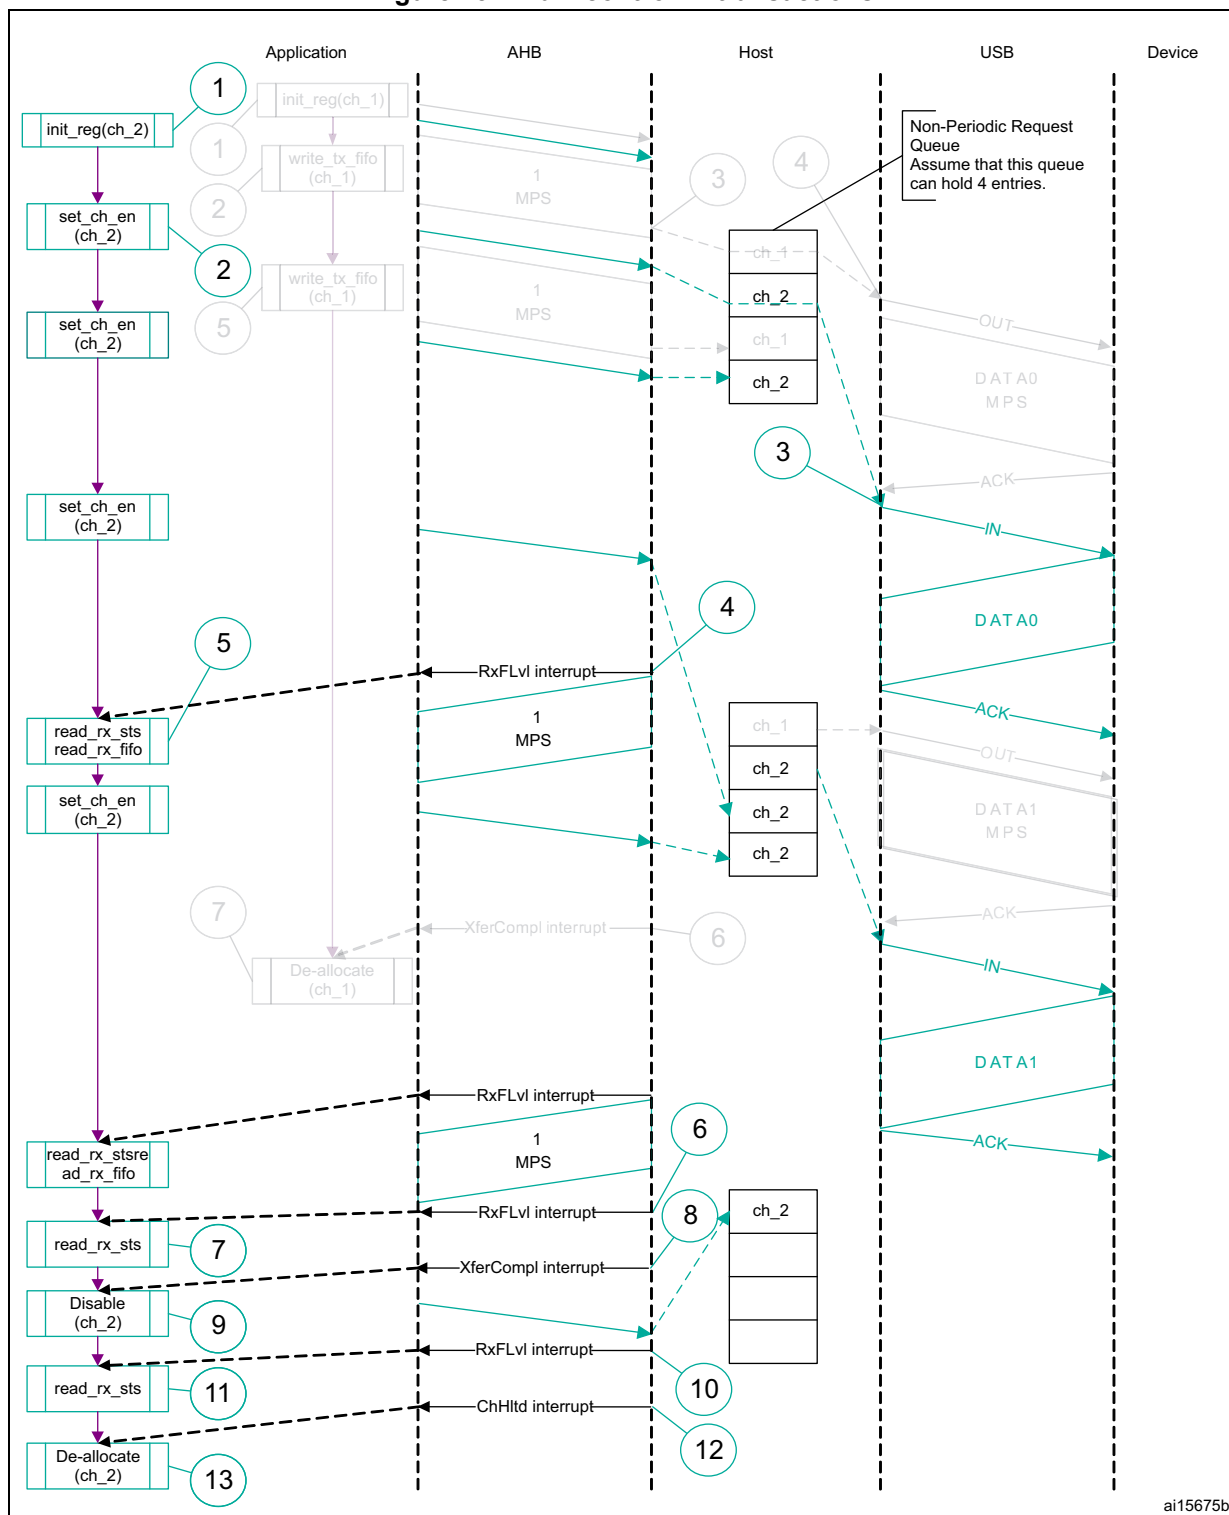 Application
AHB
Host
USB
Device
1
init_reg(ch_1)
init_reg(ch_2)
Non-Periodic Request
Queue
Assume that this queue
can hold 4 entries.
1
write_tx_fifo
(ch_1)
1
MPS
3
4
2
set_ch_en
(ch_2)
2
ch_1
write_tx_fifo
(ch_1)
1
MPS
ch_2
5
set_ch_en
(ch_2)
OUT
ch_1
ch_2
DATA0
MPS
3
ACK
set_ch_en
(ch_2)
IN
4
DATA0
5
RxFLvl interrupt
ACK
read_rx_sts
read_rx_fifo
1
MPS
ch_1
OUT
ch_2
set_ch_en
(ch_2)
ch_2
DATA1
MPS
ch_2
7
XferCompl interrupt
6
ACK
De-allocate
(ch_1)
IN
DATA1
RxFLvl interrupt
6
1
MPS
ACK
read_rx_stsre
ad_rx_fifo
RxFLvl interrupt
8
ch_2
read_rx_sts
7
XferCompl interrupt
Disable
(ch_2)
9
RxFLvl interrupt
read_rx_sts
11
10
ChHltd interrupt
12
De-allocate
(ch_2)
13
ai15675b